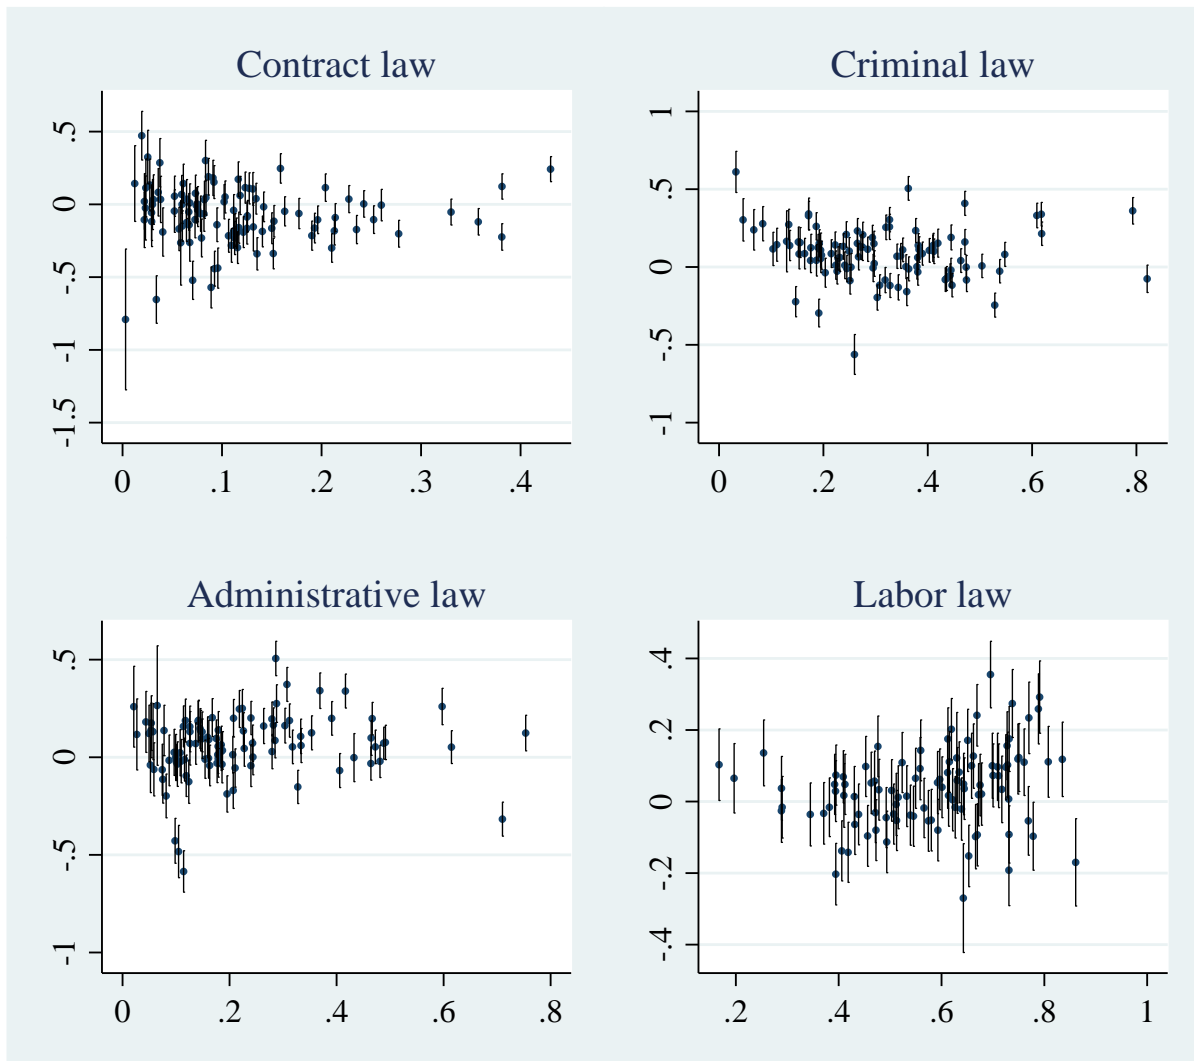 Contract law
.5
0
-.5
-1
-1.5
0 .1 .2 .3 .4
Criminal law
1
.5
0
-.5
-1
0 .2 .4 .6 .8
Administrative law
.5
0
-.5
-1
0 .2 .4 .6 .8
Labor law
.4
.2
0
-.2
-.4
.2 .4 .6 .8 1